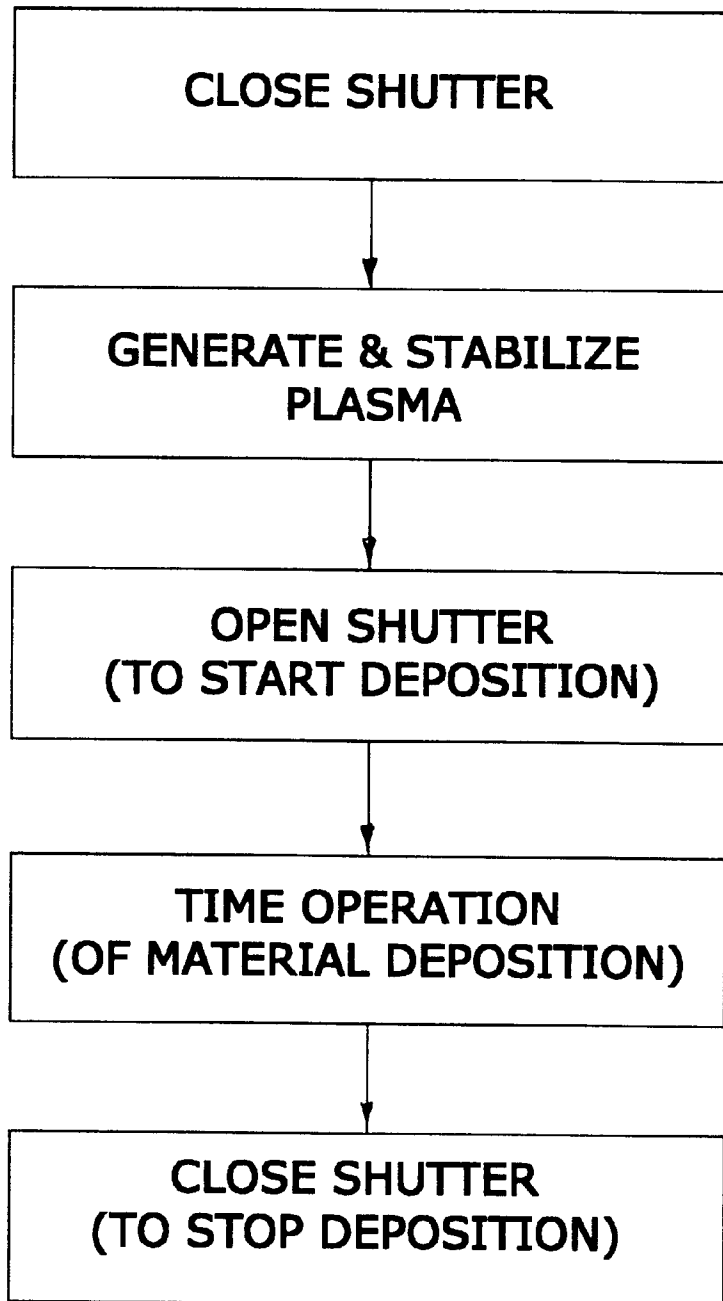 CLOSE SHUTTER
GENERATE & STABILIZE
PLASMA
OPEN SHUTTER
(TO START DEPOSITION)
TIME OPERATION
(OF MATERIAL DEPOSITION)
CLOSE SHUTTER
(TO STOP DEPOSITION)